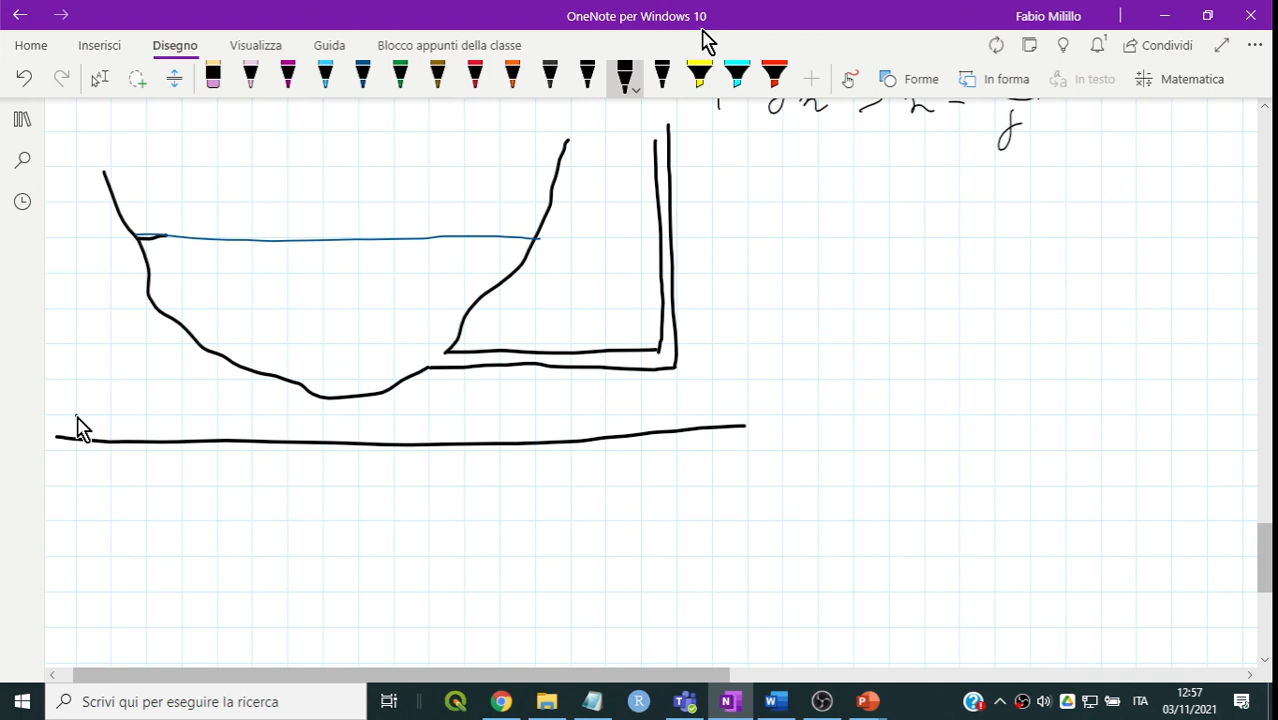 OneNote per Windows 10
Fabio Milillo
Home
Inserisci
Disegno
Visualizza
Guida
Blocco appunti della classe
Condividi
Forme
In forma
In testo
Matematica
Scrivi qui per eseguire la ricerca
ITA
12:57
03/11/2021